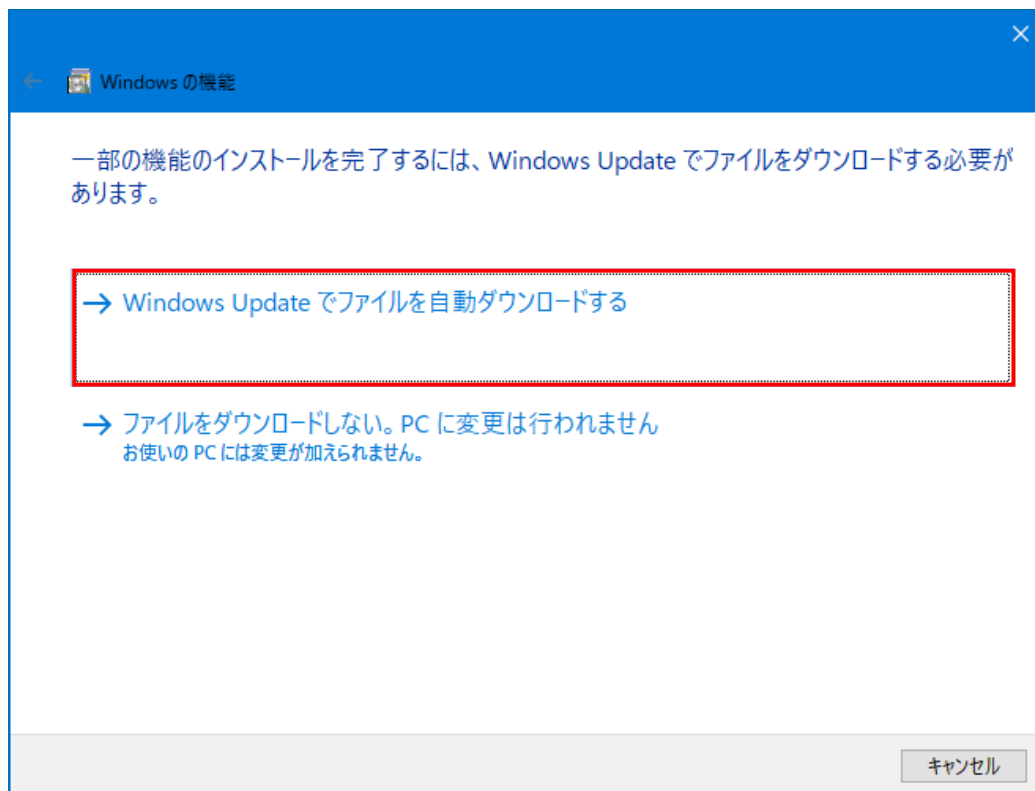 Windows の機能
一部の機能のインストールを完了するには、Windows Update でファイルをダウンロードする必要が
あります。
Windows Update でファイルを自動ダウンロードする
ファイルをダウンロードしない。PC に変更は行われません
お使いの PC には変更が加えられません。
キャンセル